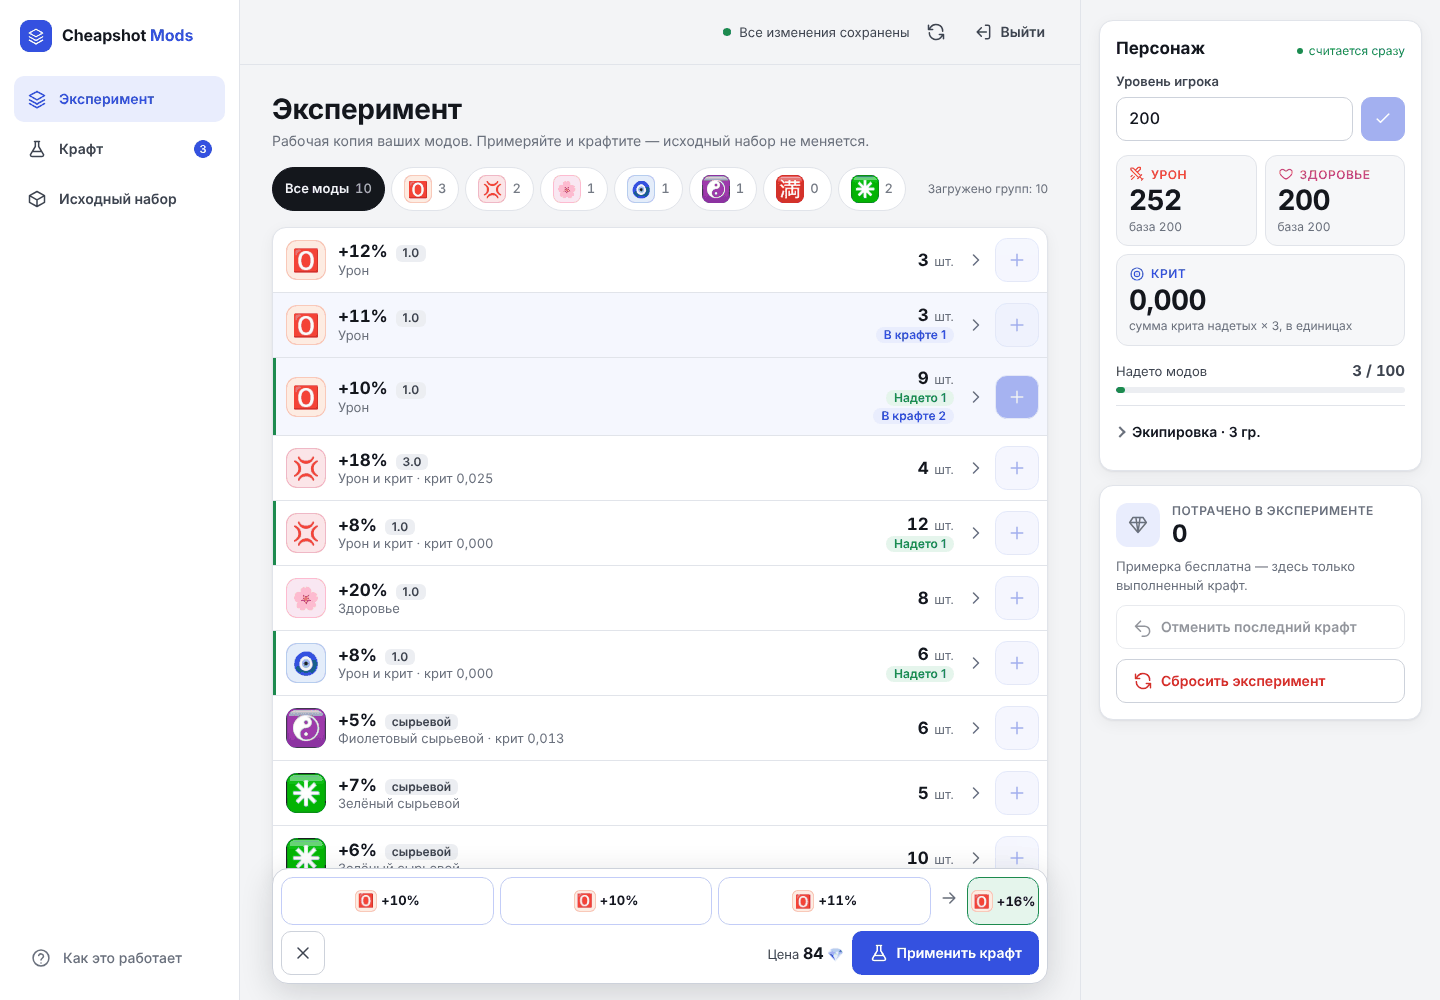 Cheapshot Mods
Эксперимент
Крафт
3
Исходный набор
Как это работает
Все изменения сохранены
Выйти
Эксперимент
Рабочая копия ваших модов. Примеряйте и крафтите — исходный набор не меняется.
Все моды 10
3
2
1
1
1
満 0
2
Загружено групп: 10
+12% 1.0
Урон
3 шт.
+11% 1.0
Урон
3 шт.
В крафте 1
+10% 1.0
Урон
9 шт.
Надето 1
В крафте 2
+18% 3.0
Урон и крит · крит 0,025
4 шт.
+8% 1.0
Урон и крит · крит 0,000
12 шт.
Надето 1
+20% 1.0
Здоровье
8 шт.
+8% 1.0
Урон и крит · крит 0,000
6 шт.
Надето 1
+5% сырьевой
Фиолетовый сырьевой · крит 0,013
6 шт.
+7% сырьевой
Зелёный сырьевой
5 шт.
+6% сырьевой
Зелёный сырьевой
10 шт.
+10%
+10%
+11%
+16%
Цена 84
Применить крафт
Персонаж
считается сразу
Уровень игрока
200
УРОН
252
база 200
ЗДОРОВЬЕ
200
база 200
КРИТ
0,000
сумма крита надетых × 3, в единицах
Надето модов 3 / 100
Экипировка · 3 гр.
ПОТРАЧЕНО В ЭКСПЕРИМЕНТЕ
0
Примерка бесплатна — здесь только
выполненный крафт.
Отменить последний крафт
Сбросить эксперимент